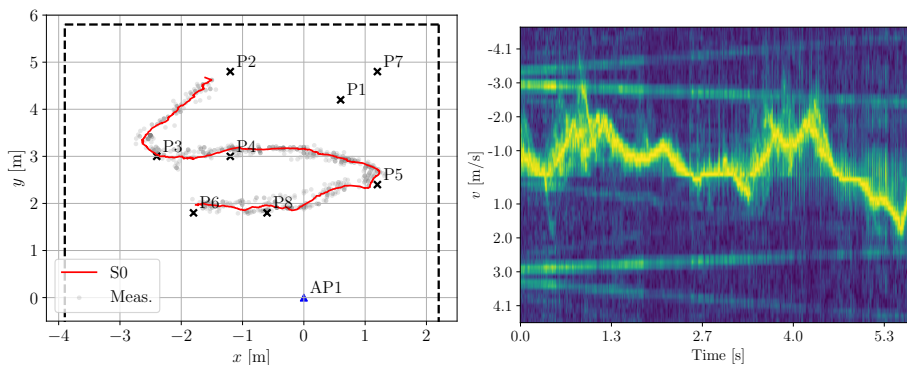 6
5
4
3
2
1
0
y [m]
P2
P7
P1
P3
P4
P5
P6
P8
AP1
S0
Meas.
−4
−3
−2
−1
0
1
2
x [m]
-4.1
-3.0
-2.0
-1.0
1.0
2.0
3.0
4.1
v [m/s]
0.0
1.3
2.7
4.0
5.3
Time [s]